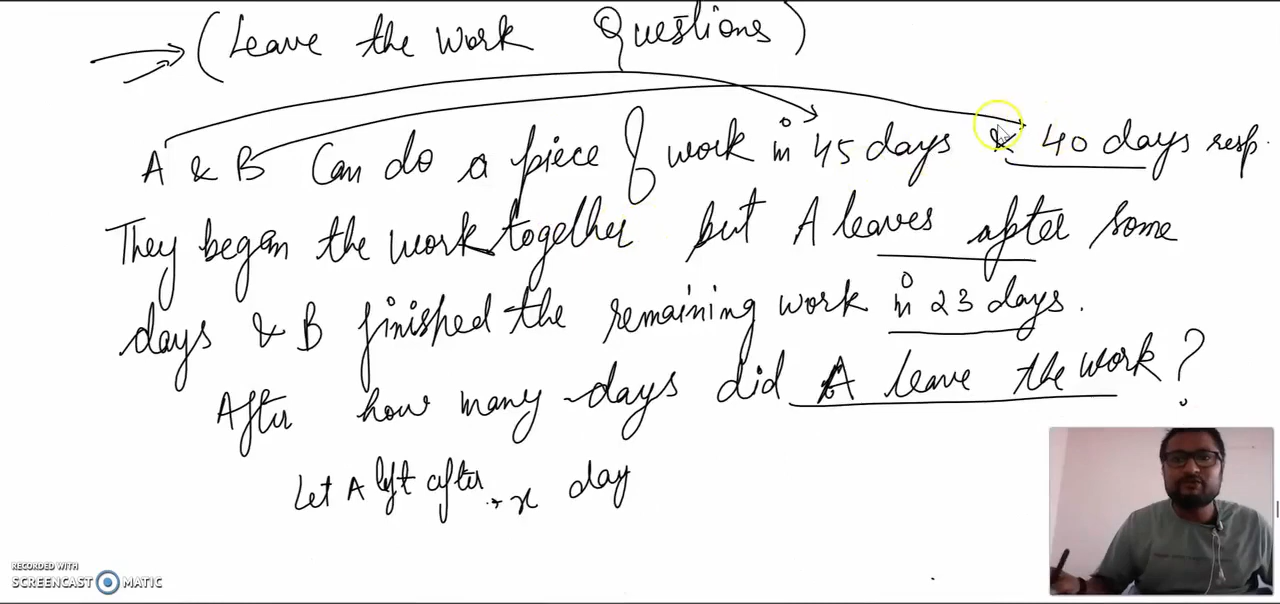 (Leave the work Questions)
A & B Can do a piece of work in 45 days & 40 days resp.
They began the work together but A leaves after some
days & B finished the remaining work in 23 days.
After how many days did A leave the work?
Let A left after x day
RECORDED WITH
SCREENCAST MATIC